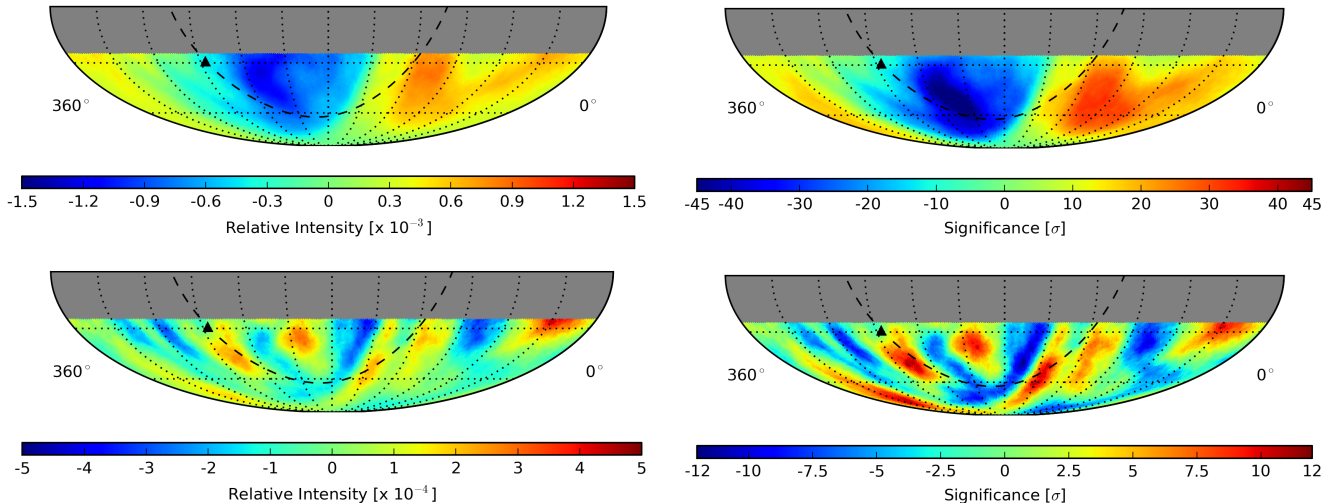 360° 0°
360° 0°
-1.5 -1.2 -0.9 -0.6 -0.3 0 0.3 0.6 0.9 1.2 1.5
-45 -40 -30 -20 -10 0 10 20 30 40 45
Relative Intensity [x 10⁻³]
Significance [σ]
360° 0°
360° 0°
-5 -4 -3 -2 -1 0 1 2 3 4 5
-12 -10 -7.5 -5 -2.5 0 2.5 5 7.5 10 12
Relative Intensity [x 10⁻⁴]
Significance [σ]